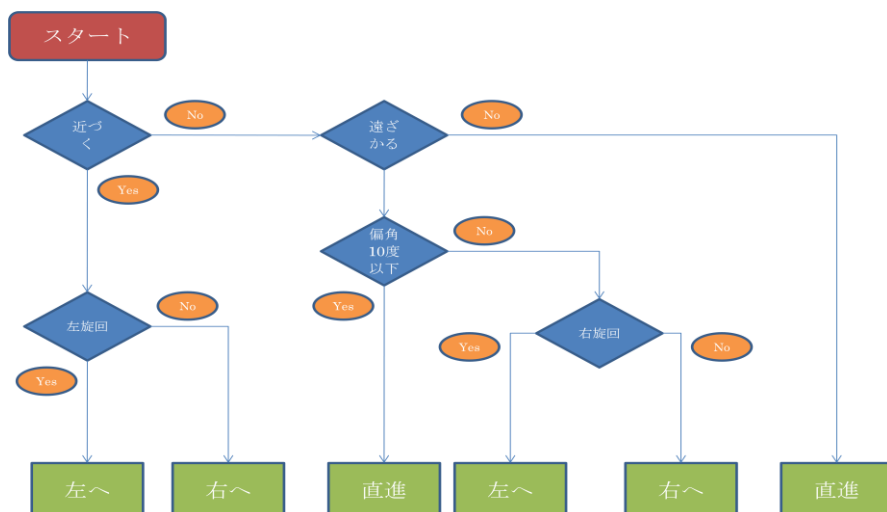 スタート
近づ
く
No
遠ざ
かる
No
Yes
偏角
10度
以下
No
左旋回
No
Yes
右旋回
Yes
No
Yes
左へ
右へ
直進
左へ
右へ
直進